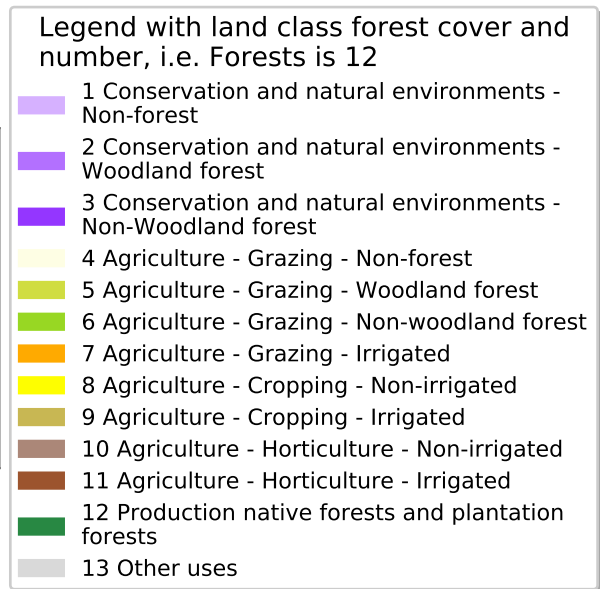 Legend with land class forest cover and
number, i.e. Forests is 12
1 Conservation and natural environments -
Non-forest
2 Conservation and natural environments -
Woodland forest
3 Conservation and natural environments -
Non-Woodland forest
4 Agriculture - Grazing - Non-forest
5 Agriculture - Grazing - Woodland forest
6 Agriculture - Grazing - Non-woodland forest
7 Agriculture - Grazing - Irrigated
8 Agriculture - Cropping - Non-irrigated
9 Agriculture - Cropping - Irrigated
10 Agriculture - Horticulture - Non-irrigated
11 Agriculture - Horticulture - Irrigated
12 Production native forests and plantation
forests
13 Other uses